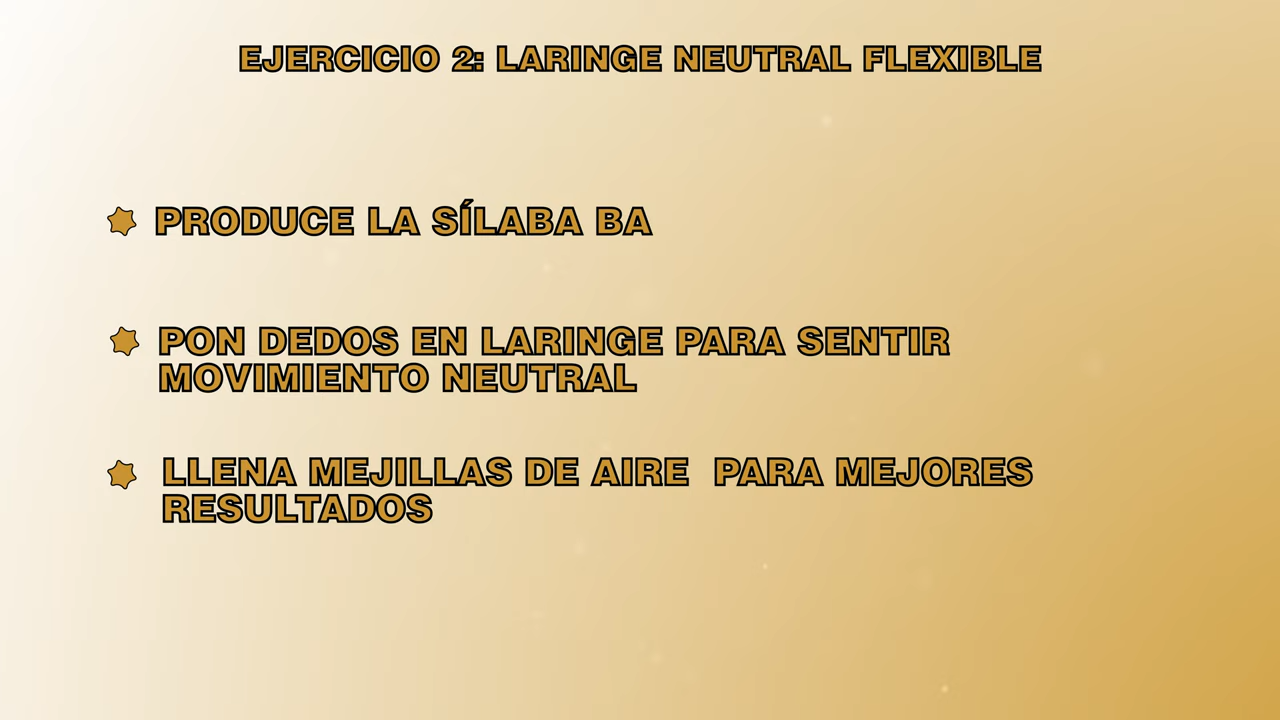 EJERCICIO 2: LARINGE NEUTRAL FLEXIBLE
PRODUCE LA SÍLABA BA
PON DEDOS EN LARINGE PARA SENTIR
MOVIMIENTO NEUTRAL
LLENA MEJILLAS DE AIRE  PARA MEJORES
RESULTADOS